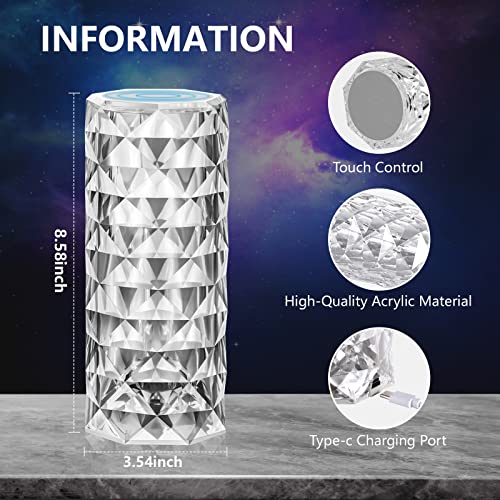 INFORMATION
8.58inch
3.54inch
Touch Control
High-Quality Acrylic Material
Type-c Charging Port